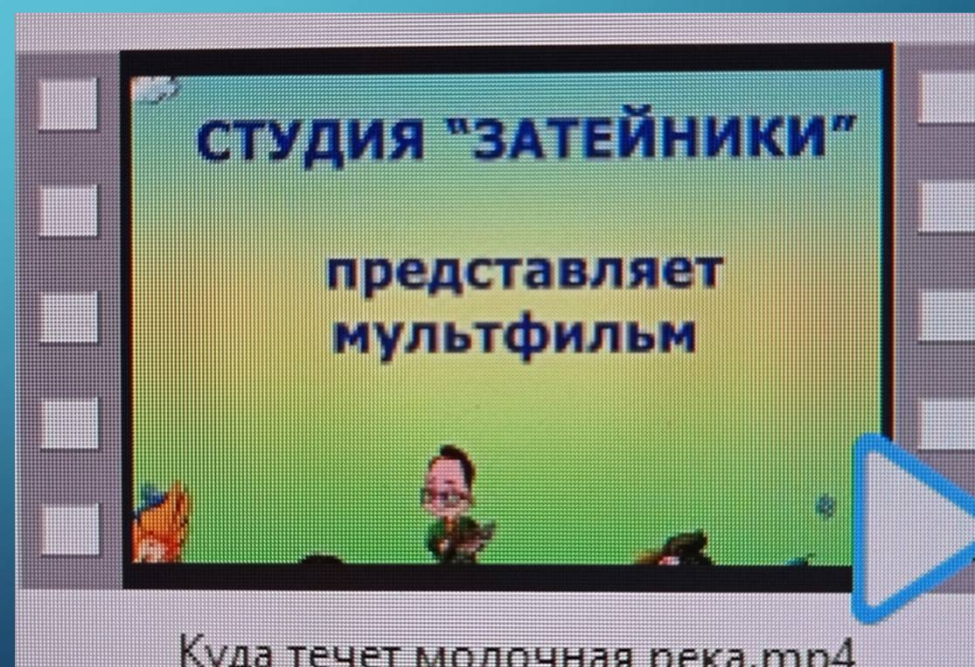 СТУДИЯ "ЗАТЕЙНИКИ"
представляет
мультфильм
Куда течет молочная река.mp4